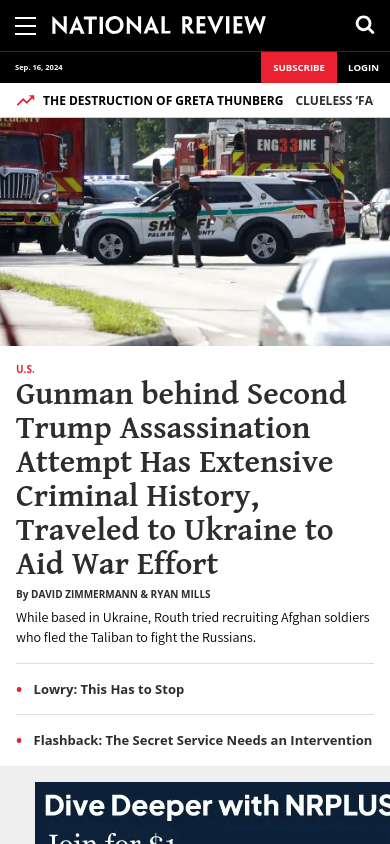 NATIONAL REVIEW
Sep. 16, 2024
SUBSCRIBE
LOGIN
THE DESTRUCTION OF GRETA THUNBERG CLUELESS ‘FA
COUNTY
ENG33INE
SHERIFF
PALM BEACH COUNTY
U.S.
Gunman behind Second
Trump Assassination
Attempt Has Extensive
Criminal History,
Traveled to Ukraine to
Aid War Effort
By DAVID ZIMMERMANN & RYAN MILLS
While based in Ukraine, Routh tried recruiting Afghan soldiers
who fled the Taliban to fight the Russians.
• Lowry: This Has to Stop
• Flashback: The Secret Service Needs an Intervention
Dive Deeper with NRPLUS
Join for $1